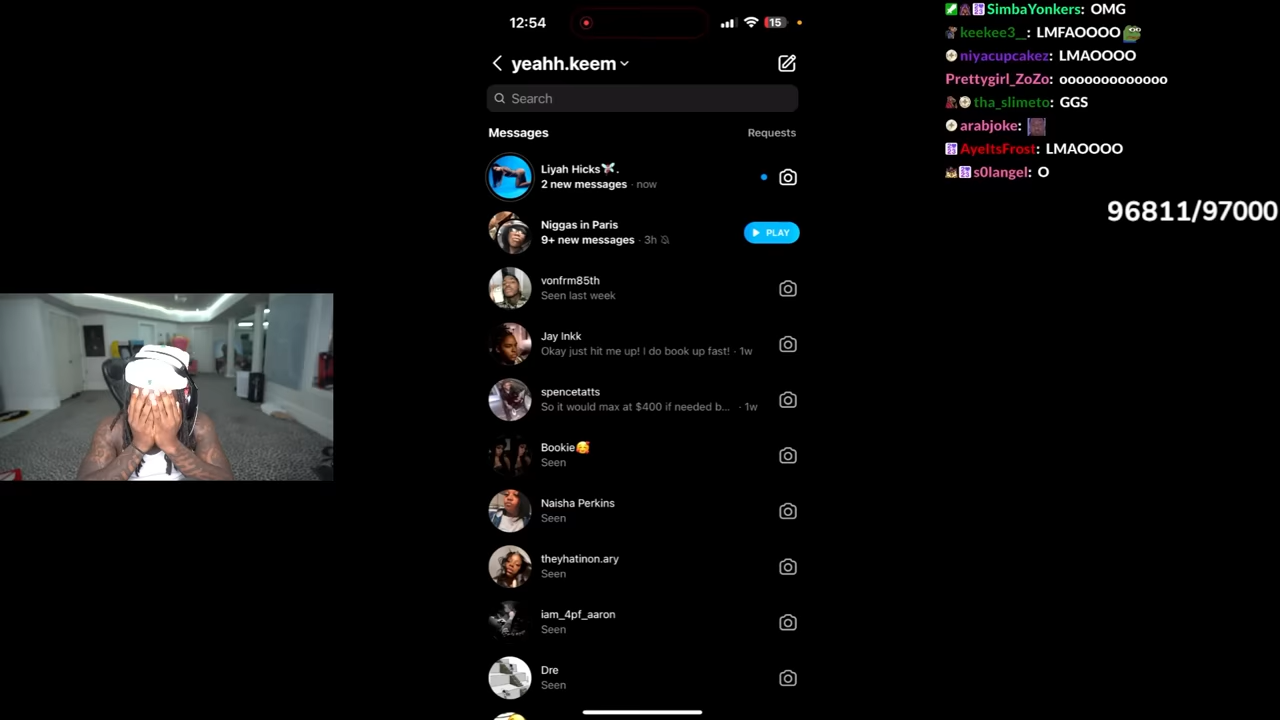 12:54
15
yeahh.keem
Search
Messages
Requests
Liyah Hicks
2 new messages · now
Niggas in Paris
9+ new messages · 3h
PLAY
vonfrm85th
Seen last week
Jay Inkk
Okay just hit me up! I do book up fast! · 1w
spencetatts
So it would max at $400 if needed b... · 1w
Bookie🥰
Seen
Naisha Perkins
Seen
theyhatinon.ary
Seen
iam_4pf_aaron
Seen
Dre
Seen
SimbaYonkers: OMG
keekee3__: LMFAOOOO
niyacupcakez: LMAOOOO
Prettygirl_ZoZo: ooooooooooooo
tha_slimeto: GGS
arabjoke:
AyeItsFrost: LMAOOOO
s0langel: O
96811/97000